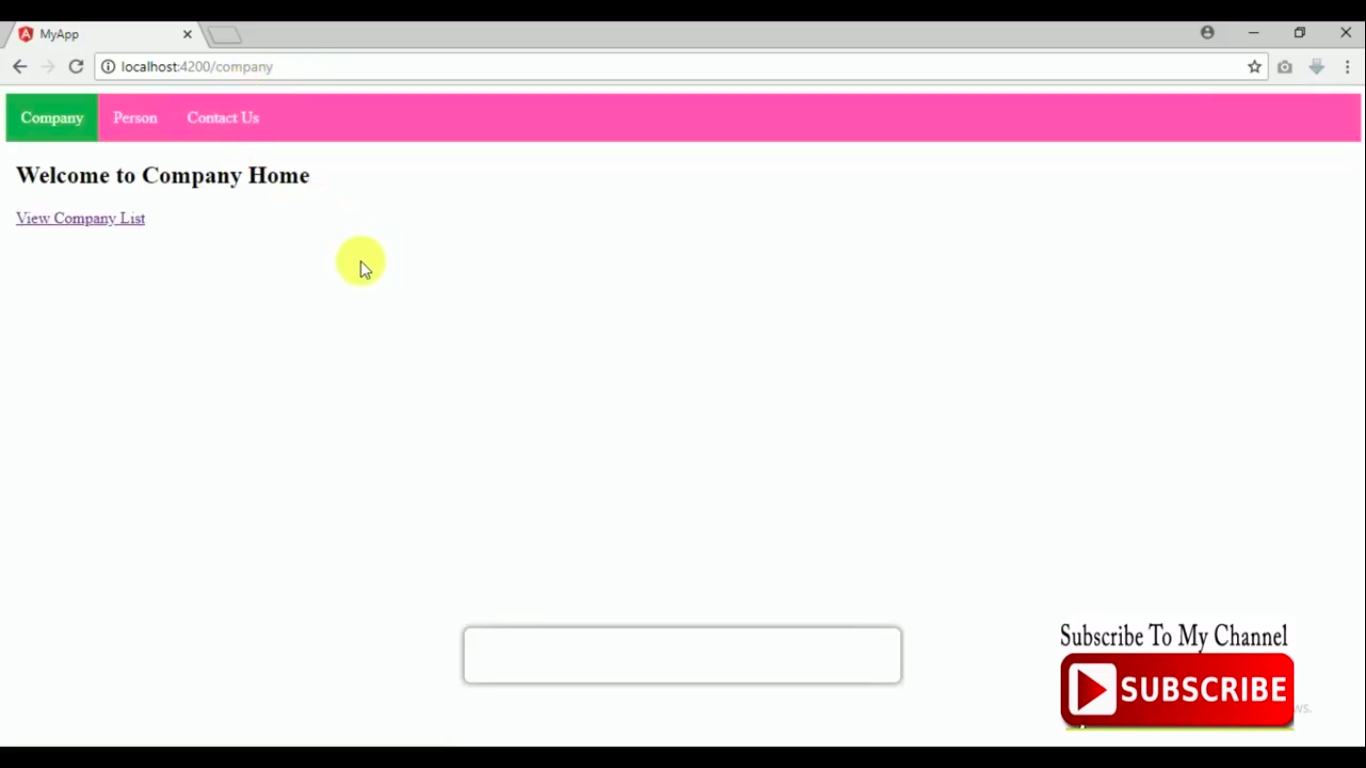 MyApp
localhost:4200/company
Company Person Contact Us
Welcome to Company Home
View Company List
Subscribe To My Channel
SUBSCRIBE
ws.